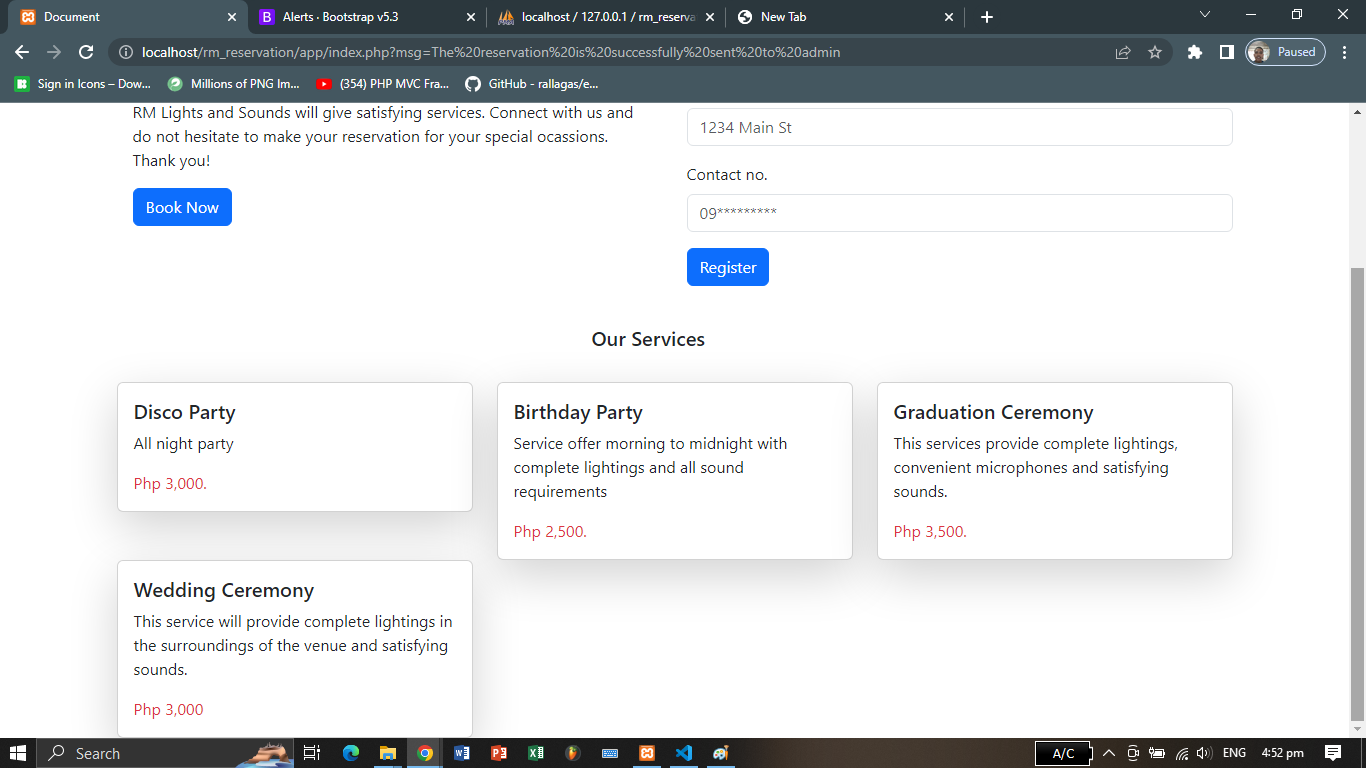 Document
Alerts · Bootstrap v5.3
localhost / 127.0.0.1 / rm_reserva
New Tab
localhost/rm_reservation/app/index.php?msg=The%20reservation%20is%20successfully%20sent%20to%20admin
Paused
Sign in Icons – Dow...
Millions of PNG Im...
(354) PHP MVC Fra...
GitHub - rallagas/e...
RM Lights and Sounds will give satisfying services. Connect with us and
do not hesitate to make your reservation for your special ocassions.
Thank you!
Book Now
1234 Main St
Contact no.
09*********
Register
Our Services
Disco Party
All night party
Php 3,000.
Birthday Party
Service offer morning to midnight with
complete lightings and all sound
requirements
Php 2,500.
Graduation Ceremony
This services provide complete lightings,
convenient microphones and satisfying
sounds.
Php 3,500.
Wedding Ceremony
This service will provide complete lightings in
the surroundings of the venue and satisfying
sounds.
Php 3,000
Search
A/C
ENG
4:52 pm